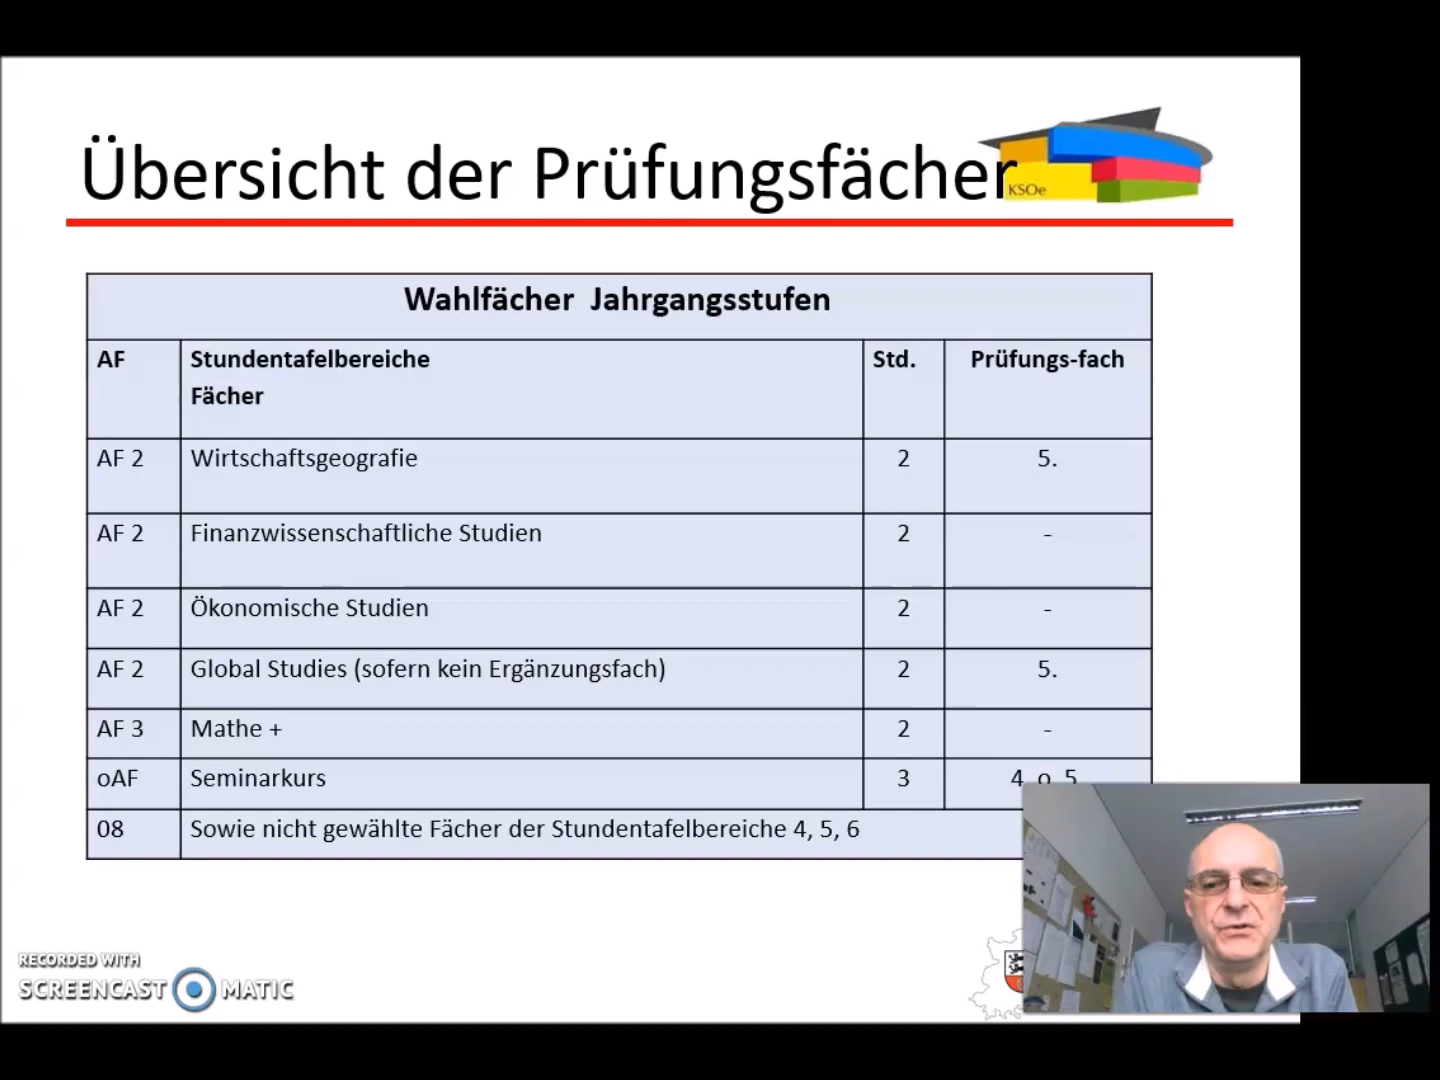 Übersicht der Prüfungsfächer
KSOe
Wahlfächer Jahrgangsstufen
AF Stundentafelbereiche Std. Prüfungs-fach
Fächer
AF 2 Wirtschaftsgeografie 2 5.
AF 2 Finanzwissenschaftliche Studien 2 -
AF 2 Ökonomische Studien 2 -
AF 2 Global Studies (sofern kein Ergänzungsfach) 2 5.
AF 3 Mathe + 2 -
oAF Seminarkurs 3 4 o 5
08 Sowie nicht gewählte Fächer der Stundentafelbereiche 4, 5, 6
RECORDED WITH
SCREENCAST MATIC